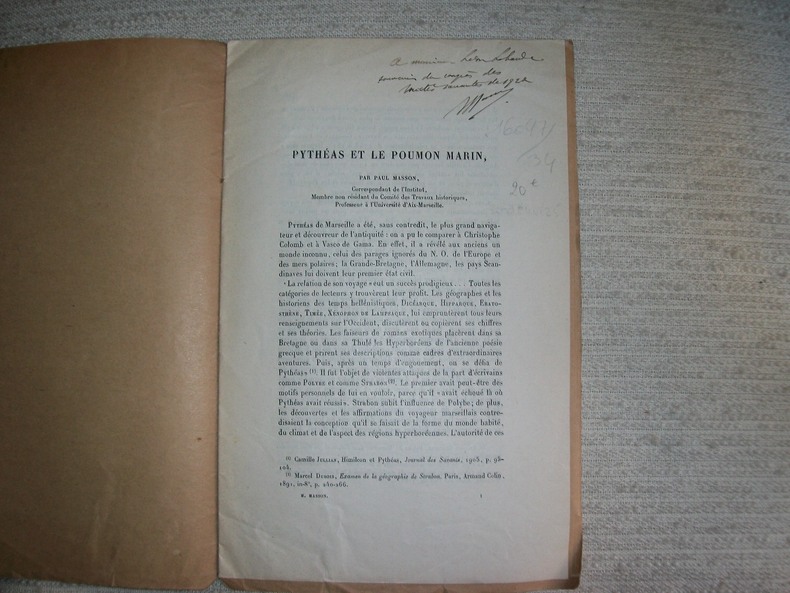 A monsieur Léon
souvenir du congrès des
sociétés savantes de 192
20 €
PYTHÉAS ET LE POUMON MARIN,
PAR PAUL MASSON,
Correspondant de l'Institut,
Membre non résidant du Comité des Travaux historiques,
Professeur à l'Université d'Aix-Marseille.
PYTHÉAS de Marseille a été, sans contredit, le plus grand naviga-
teur et découvreur de l'antiquité : on a pu le comparer à Christophe
Colomb et à Vasco de Gama. En effet, il a révélé aux anciens un
monde inconnu, celui des parages ignorés du N. O. de l'Europe et
des mers polaires; la Grande-Bretagne, l'Allemagne, les pays Scan-
dinaves lui doivent leur premier état civil.
«La relation de son voyage» eut un succès prodigieux... Toutes les
catégories de lecteurs y trouvèrent leur profit. Les géographes et les
historiens des temps hellénistiques, DICÉARQUE, HIPPARQUE, ÉRATO-
STHÈNE, TIMÉE, XÉNOPHON DE LAMPSAQUE, lui empruntèrent tous leurs
renseignements sur l'Occident, discutèrent ou copièrent ses chiffres
et ses théories. Les faiseurs de romans exotiques placèrent dans sa
Bretagne ou dans sa Thulé les Hyperboréens de l'ancienne poésie
grecque et prirent ses descriptions comme cadres d'extraordinaires
aventures. Puis, après un temps d'engouement, on se défia de
Pythéas» (1). Il fut l'objet de violentes attaques de la part d'écrivains
comme POLYBE et comme STRABON (2). Le premier avait peut-être des
motifs personnels de lui en vouloir, parce qu'il «avait échoué là où
Pythéas avait réussi». Strabon subit l'influence de Polybe; de plus,
les découvertes et les affirmations du voyageur marseillais contre-
disaient la conception qu'il se faisait de la forme du monde habité,
du climat et de l'aspect des régions hyperboréennes. L'autorité de ces
(1) Camille JULLIAN, Himilcon et Pythéas, Journal des Savants, 1905, p. 95-
104.
(2) Marcel DUBOIS, Examen de la géographie de Strabon. Paris, Armand Colin,
1891, in-8°, p. 240-266.
P. MASSON. 1